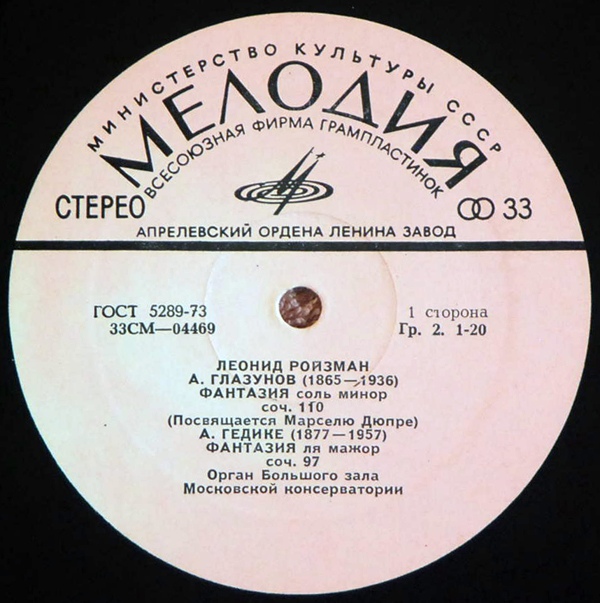 МИНИСТЕРСТВО КУЛЬТУРЫ СССР
МЕЛОДИЯ
ВСЕСОЮЗНАЯ ФИРМА ГРАМПЛАСТИНОК
СТЕРЕО
33
АПРЕЛЕВСКИЙ ОРДЕНА ЛЕНИНА ЗАВОД
ГОСТ 5289-73
33СМ—04469
1 сторона
Гр. 2. 1-20
ЛЕОНИД РОЙЗМАН
А. ГЛАЗУНОВ (1865—1936)
ФАНТАЗИЯ соль минор
соч. 110
(Посвящается Марселю Дюпре)
А. ГЕДИКЕ (1877—1957)
ФАНТАЗИЯ ля мажор
соч. 97
Орган Большого зала
Московской консерватории